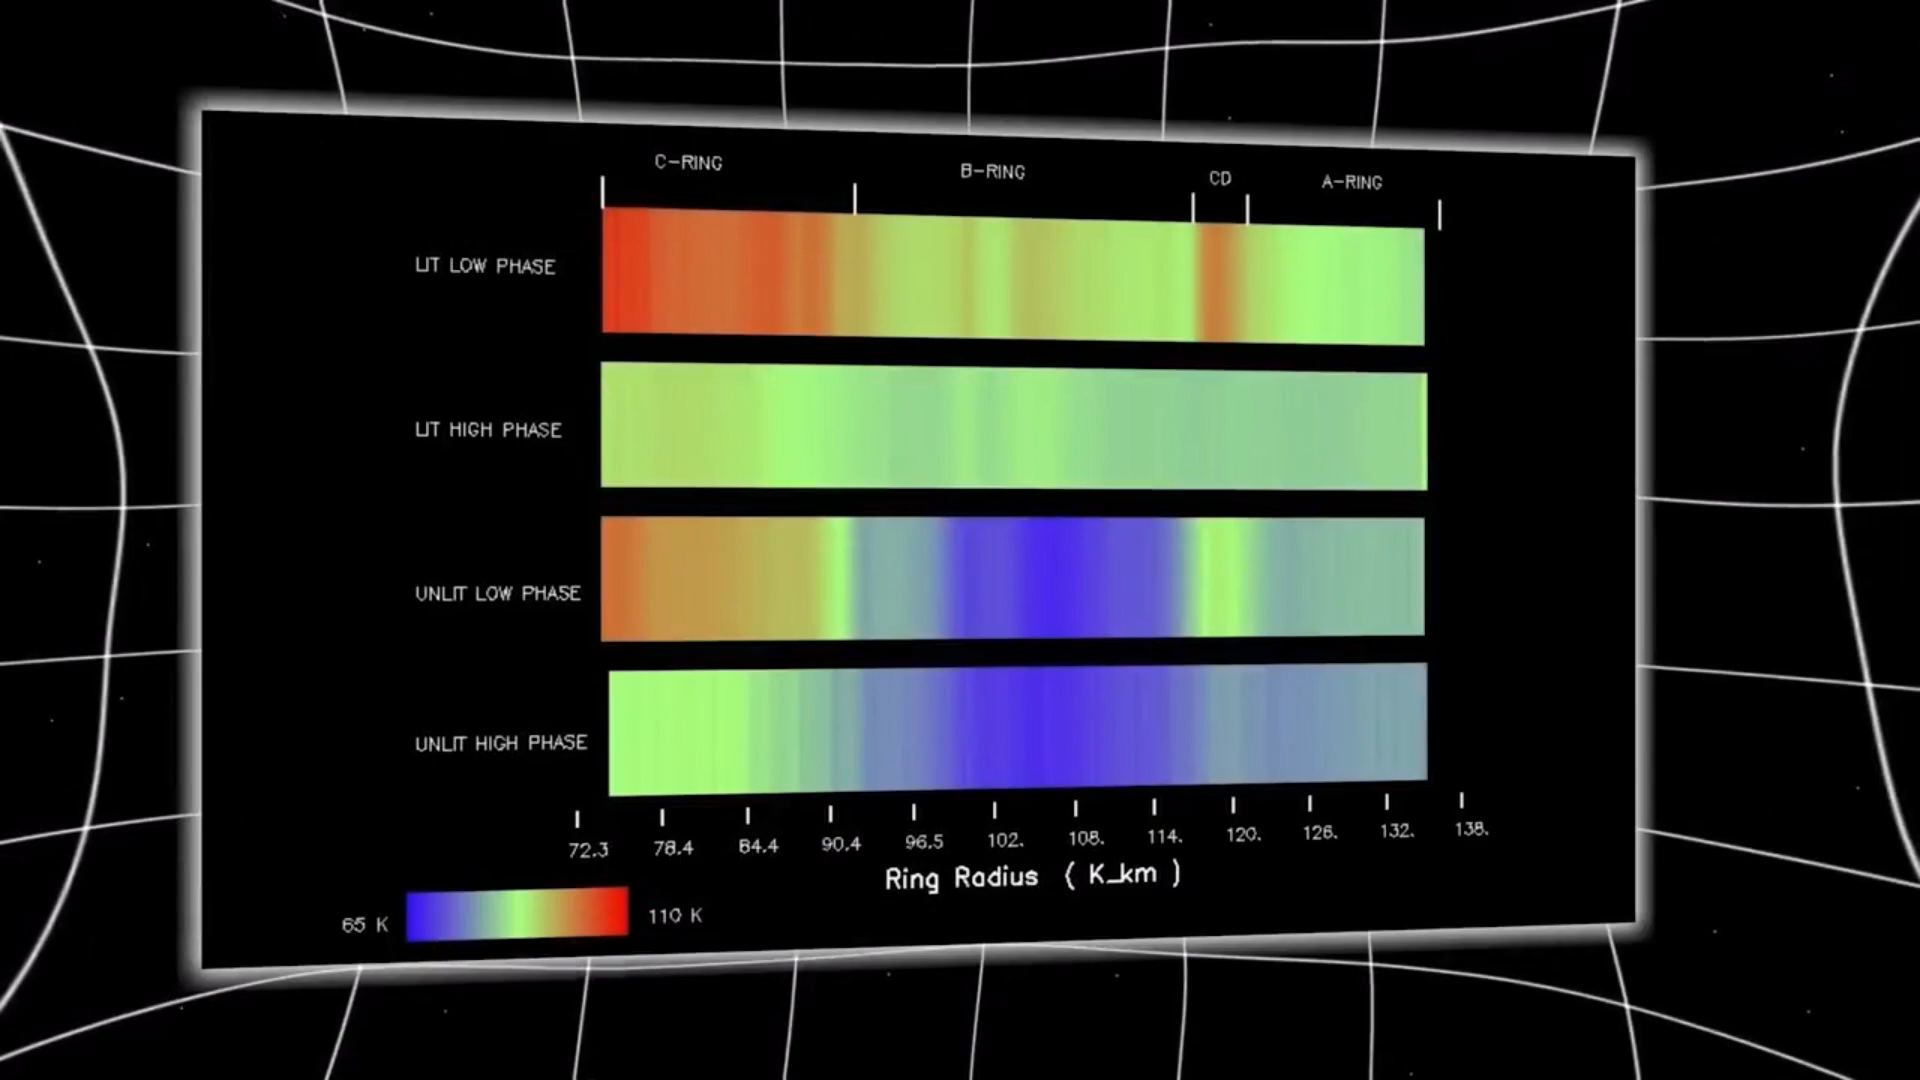 C-RING B-RING CD A-RING
LIT LOW PHASE
LIT HIGH PHASE
UNLIT LOW PHASE
UNLIT HIGH PHASE
72.3 78.4 84.4 90.4 96.5 102. 108. 114. 120. 126. 132. 138.
Ring Radius ( K_km )
65 K 110 K